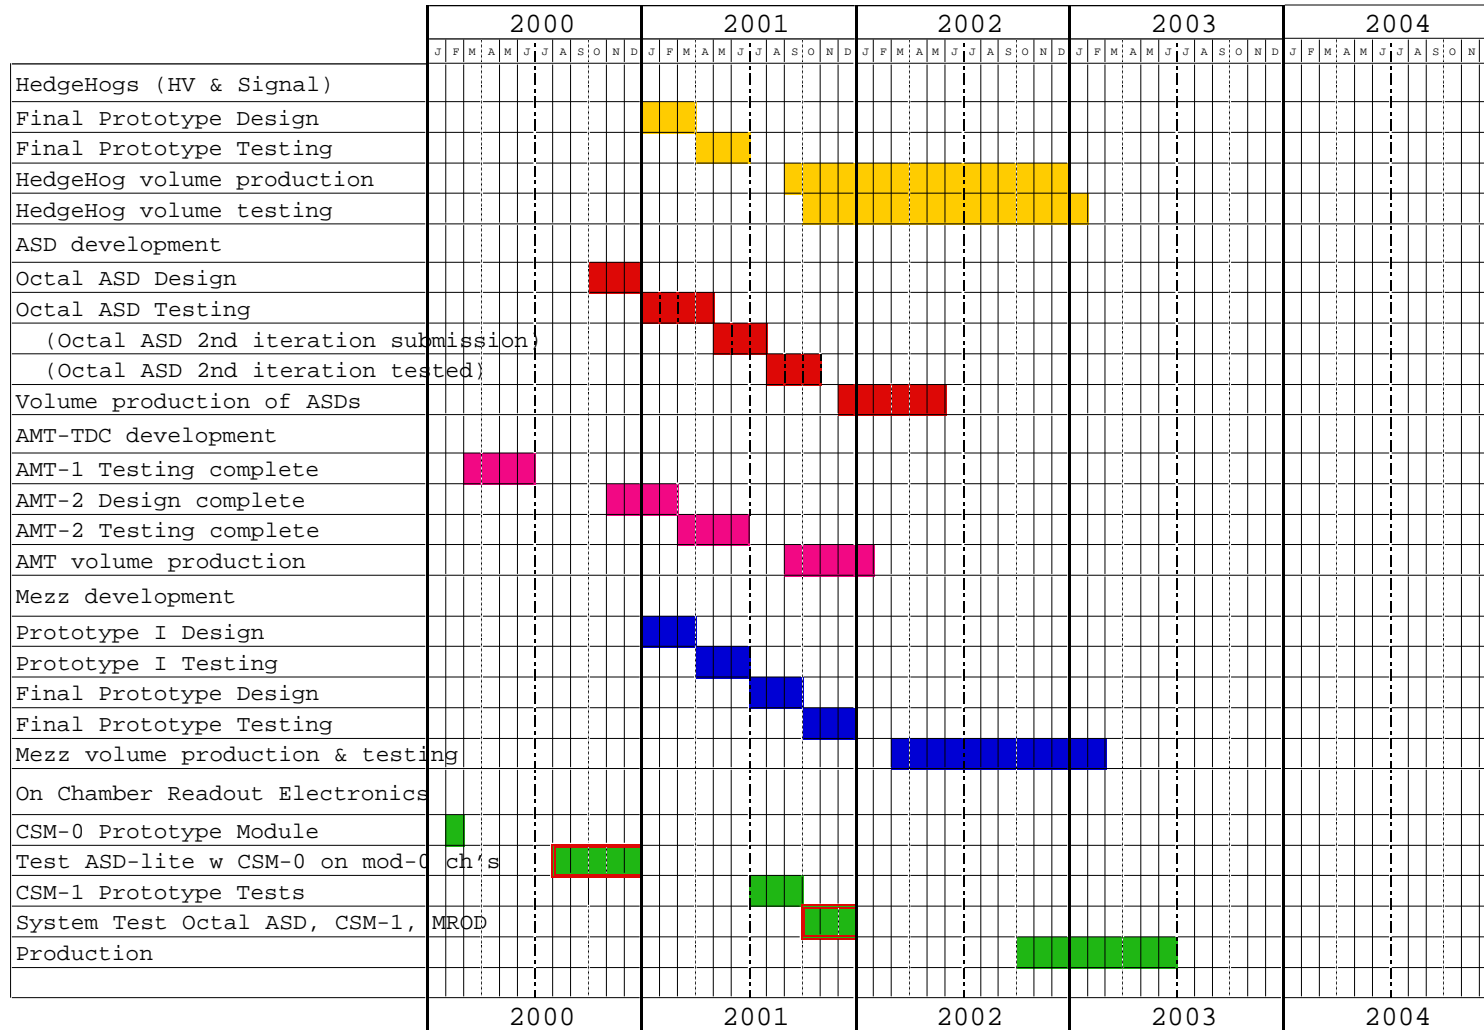 2000 2001 2002 2003 2004
J F M A M J J A S O N D J F M A M J J A S O N D J F M A M J J A S O N D J F M A M J J A S O N D J F M A M J J A S O N
HedgeHogs (HV & Signal)
Final Prototype Design
Final Prototype Testing
HedgeHog volume production
HedgeHog volume testing
ASD development
Octal ASD Design
Octal ASD Testing
(Octal ASD 2nd iteration submission)
(Octal ASD 2nd iteration tested)
Volume production of ASDs
AMT-TDC development
AMT-1 Testing complete
AMT-2 Design complete
AMT-2 Testing complete
AMT volume production
Mezz development
Prototype I Design
Prototype I Testing
Final Prototype Design
Final Prototype Testing
Mezz volume production & testing
On Chamber Readout Electronics
CSM-0 Prototype Module
Test ASD-lite w CSM-0 on mod-0 ch's
CSM-1 Prototype Tests
System Test Octal ASD, CSM-1, MROD
Production
2000 2001 2002 2003 2004